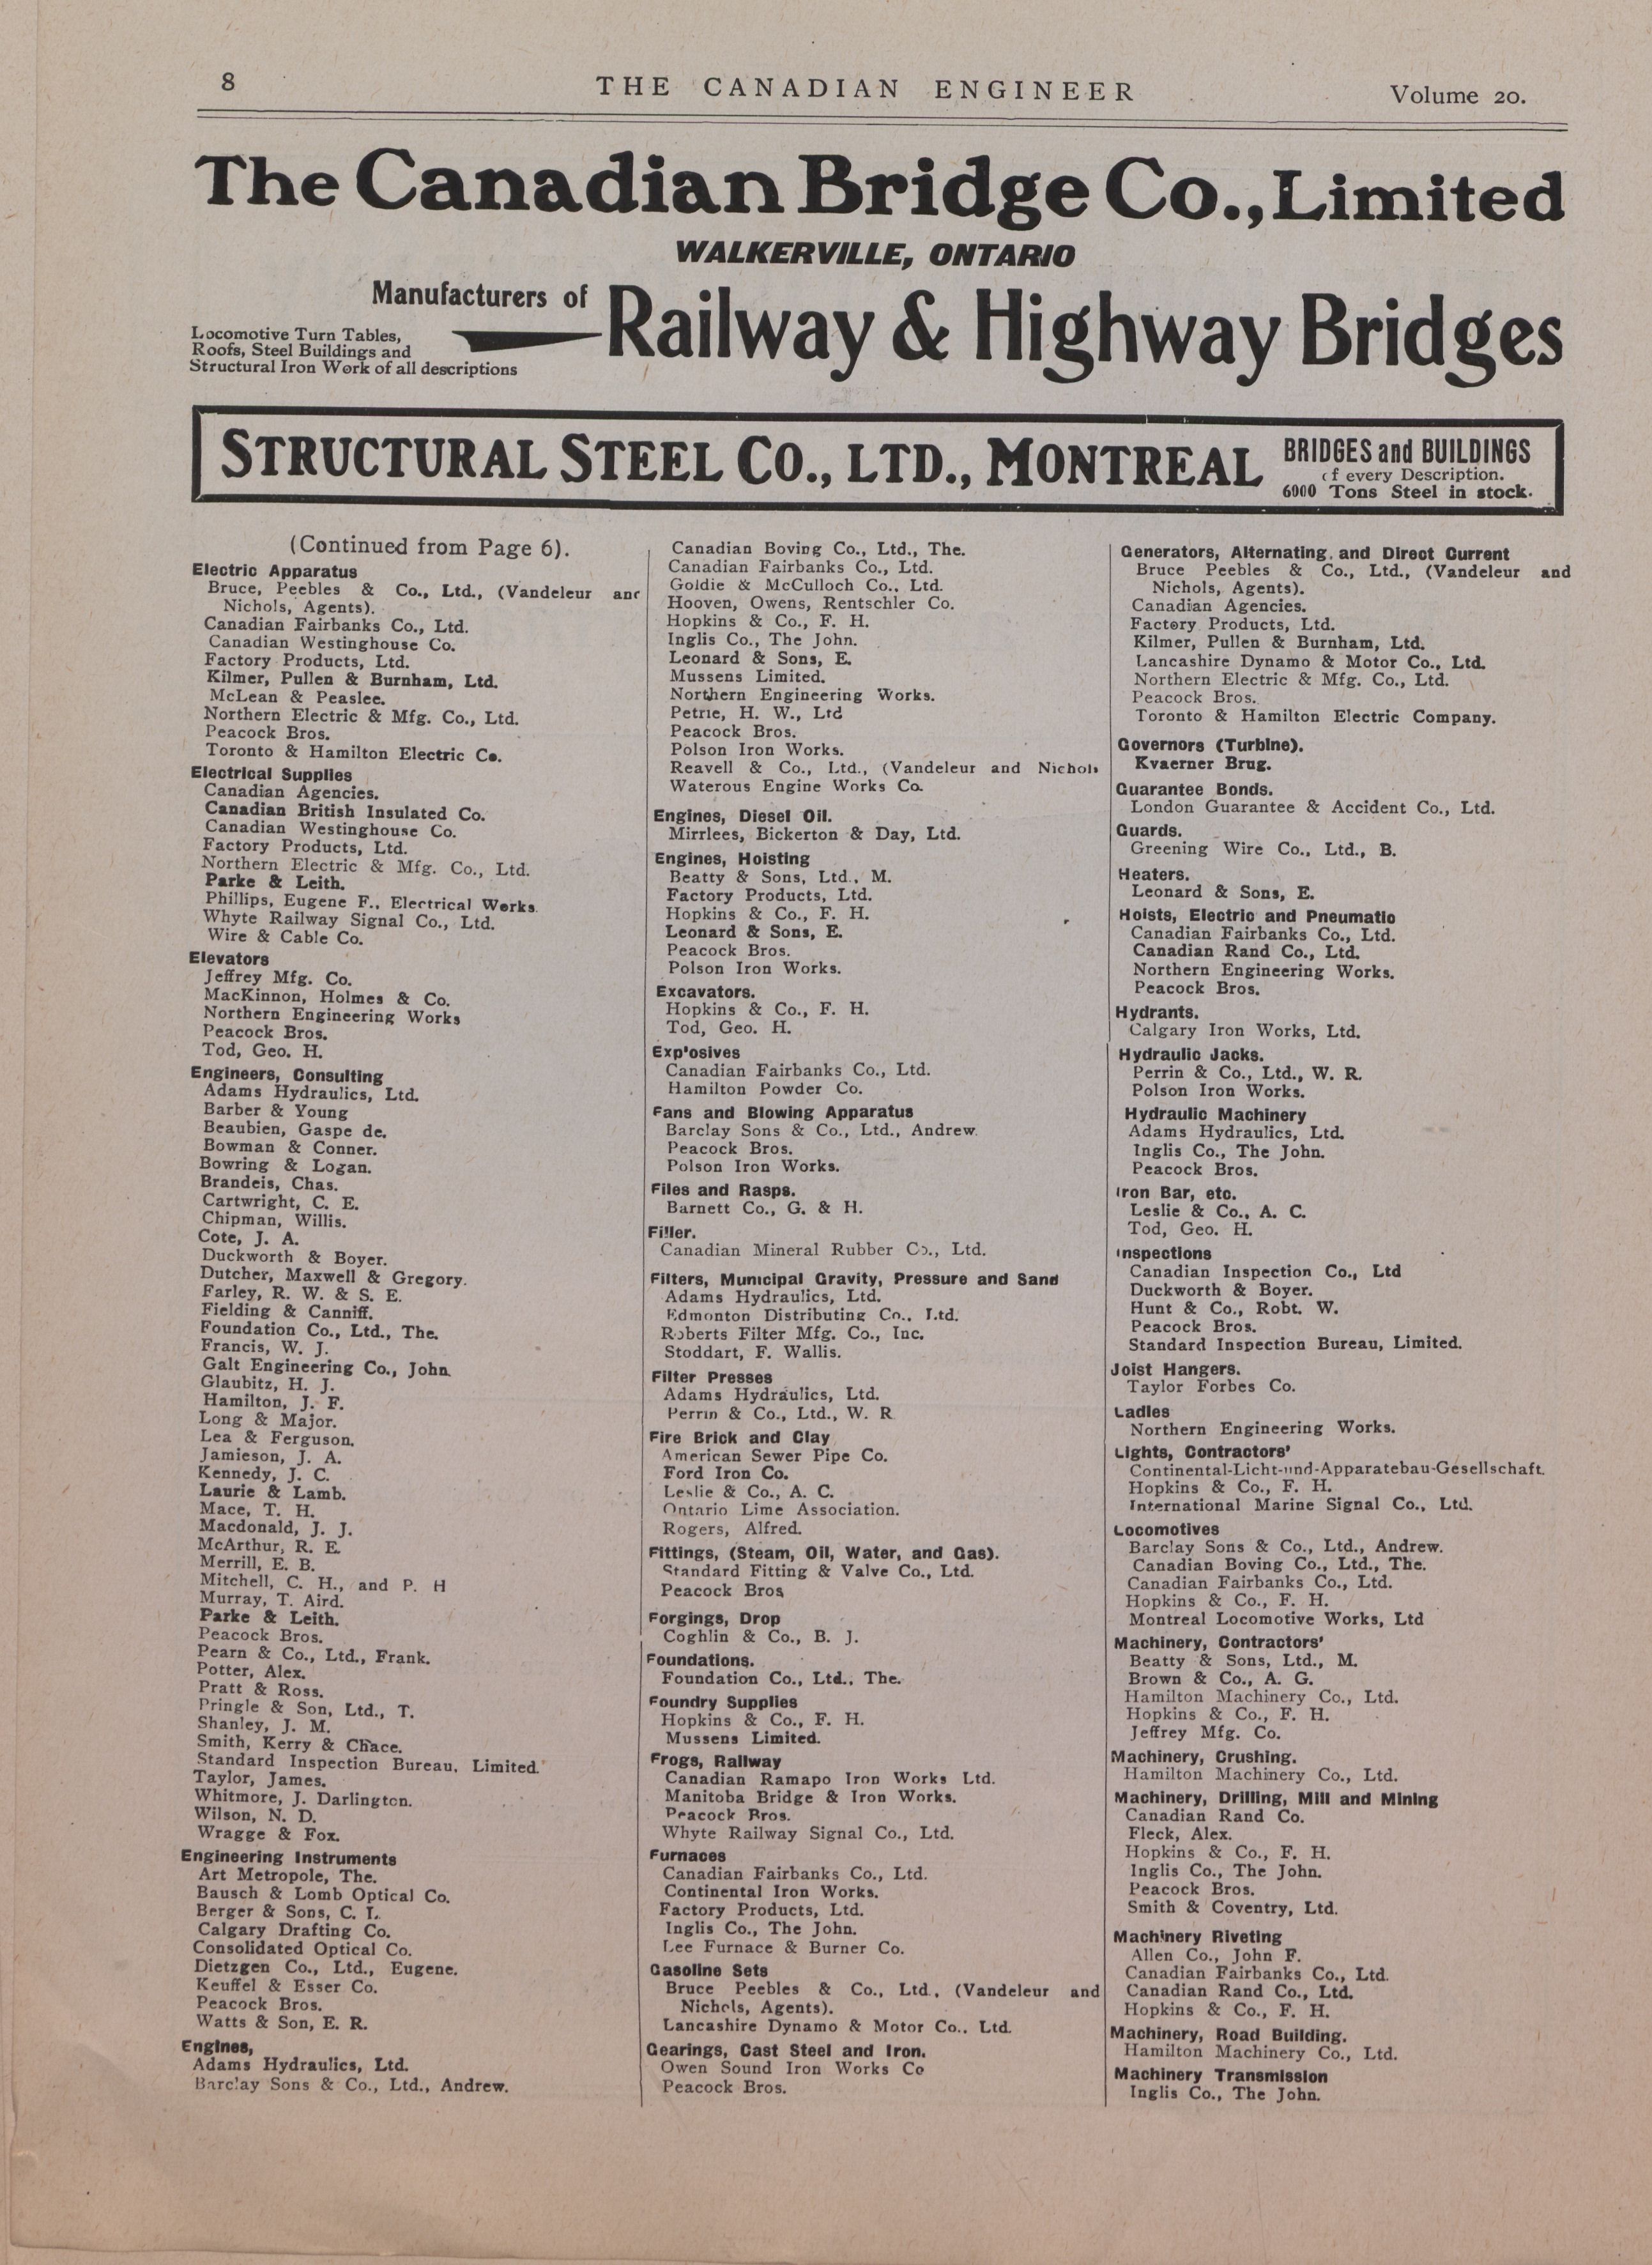 8
THE CANADIAN ENGINEER
Volume 20.
The Canadian Bridge Co., Limited
WALKERVILLE, ONTARIO
Manufacturers of
Railway & Highway Bridges
Locomotive Turn Tables,
Roofs, Steel Buildings and
Structural Iron Work of all descriptions
STRUCTURAL STEEL CO., LTD., MONTREAL
BRIDGES and BUILDINGS
of every Description.
6000 Tons Steel in stock.
(Continued from Page 6).
Electric Apparatus
Bruce, Peebles & Co., Ltd., (Vandeleur and
Nichols, Agents).
Canadian Fairbanks Co., Ltd.
Canadian Westinghouse Co.
Factory Products, Ltd.
Kilmer, Pullen & Burnham, Ltd.
McLean & Peaslee.
Northern Electric & Mfg. Co., Ltd.
Peacock Bros.
Toronto & Hamilton Electric Co.
Electrical Supplies
Canadian Agencies.
Canadian British Insulated Co.
Canadian Westinghouse Co.
Factory Products, Ltd.
Northern Electric & Mfg. Co., Ltd.
Parke & Leith.
Phillips, Eugene F., Electrical Works.
Whyte Railway Signal Co., Ltd.
Wire & Cable Co.
Elevators
Jeffrey Mfg. Co.
MacKinnon, Holmes & Co.
Northern Engineering Works
Peacock Bros.
Tod, Geo. H.
Engineers, Consulting
Adams Hydraulics, Ltd.
Barber & Young
Beaubien, Gaspe de.
Bowman & Conner.
Bowring & Logan.
Brandeis, Chas.
Cartwright, C. E.
Chipman, Willis.
Cote, J. A.
Duckworth & Boyer.
Dutcher, Maxwell & Gregory.
Farley, R. W. & S. E.
Fielding & Canniff.
Foundation Co., Ltd., The.
Francis, W. J.
Galt Engineering Co., John.
Glaubitz, H. J.
Hamilton, J. F.
Long & Major.
Lea & Ferguson.
Jamieson, J. A.
Kennedy, J. C.
Laurie & Lamb.
Mace, T. H.
Macdonald, J. J.
McArthur, R. E.
Merrill, E. B.
Mitchell, C. H., and P. H
Murray, T. Aird.
Parke & Leith.
Peacock Bros.
Pearn & Co., Ltd., Frank.
Potter, Alex.
Pratt & Ross.
Pringle & Son, Ltd., T.
Shanley, J. M.
Smith, Kerry & Chace.
Standard Inspection Bureau, Limited.
Taylor, James.
Whitmore, J. Darlington.
Wilson, N. D.
Wragge & Fox.
Engineering Instruments
Art Metropole, The.
Bausch & Lomb Optical Co.
Berger & Sons, C. L.
Calgary Drafting Co.
Consolidated Optical Co.
Dietzgen Co., Ltd., Eugene.
Keuffel & Esser Co.
Peacock Bros.
Watts & Son, E. R.
Engines,
Adams Hydraulics, Ltd.
Barclay Sons & Co., Ltd., Andrew.
Canadian Boving Co., Ltd., The.
Canadian Fairbanks Co., Ltd.
Goldie & McCulloch Co., Ltd.
Hooven, Owens, Rentschler Co.
Hopkins & Co., F. H.
Inglis Co., The John.
Leonard & Sons, E.
Mussens Limited.
Northern Engineering Works.
Petrie, H. W., Ltd
Peacock Bros.
Polson Iron Works.
Reavell & Co., Ltd., (Vandeleur and Nichols
Waterous Engine Works Co.
Engines, Diesel Oil.
Mirrlees, Bickerton & Day, Ltd.
Engines, Hoisting
Beatty & Sons, Ltd., M.
Factory Products, Ltd.
Hopkins & Co., F. H.
Leonard & Sons, E.
Peacock Bros.
Polson Iron Works.
Excavators.
Hopkins & Co., F. H.
Tod, Geo. H.
Explosives
Canadian Fairbanks Co., Ltd.
Hamilton Powder Co.
Fans and Blowing Apparatus
Barclay Sons & Co., Ltd., Andrew.
Peacock Bros.
Polson Iron Works.
Files and Rasps.
Barnett Co., G. & H.
Filler.
Canadian Mineral Rubber Co., Ltd.
Filters, Municipal Gravity, Pressure and Sand
Adams Hydraulics, Ltd.
Edmonton Distributing Co., Ltd.
Roberts Filter Mfg. Co., Inc.
Stoddart, F. Wallis.
Filter Presses
Adams Hydraulics, Ltd.
Perrin & Co., Ltd., W. R
Fire Brick and Clay
American Sewer Pipe Co.
Ford Iron Co.
Leslie & Co., A. C.
Ontario Lime Association.
Rogers, Alfred.
Fittings, (Steam, Oil, Water, and Gas).
Standard Fitting & Valve Co., Ltd.
Peacock Bros
Forgings, Drop
Coghlin & Co., B. J.
Foundations.
Foundation Co., Ltd., The.
Foundry Supplies
Hopkins & Co., F. H.
Mussens Limited.
Frogs, Railway
Canadian Ramapo Iron Works Ltd.
Manitoba Bridge & Iron Works.
Peacock Bros.
Whyte Railway Signal Co., Ltd.
Furnaces
Canadian Fairbanks Co., Ltd.
Continental Iron Works.
Factory Products, Ltd.
Inglis Co., The John.
Lee Furnace & Burner Co.
Gasoline Sets
Bruce Peebles & Co., Ltd., (Vandeleur and
Nichols, Agents).
Lancashire Dynamo & Motor Co., Ltd.
Gearings, Cast Steel and Iron.
Owen Sound Iron Works Co
Peacock Bros.
Generators, Alternating, and Direct Current
Bruce Peebles & Co., Ltd., (Vandeleur and
Nichols, Agents).
Canadian Agencies.
Factory Products, Ltd.
Kilmer, Pullen & Burnham, Ltd.
Lancashire Dynamo & Motor Co., Ltd.
Northern Electric & Mfg. Co., Ltd.
Peacock Bros.
Toronto & Hamilton Electric Company.
Governors (Turbine).
Kvaerner Brug.
Guarantee Bonds.
London Guarantee & Accident Co., Ltd.
Guards.
Greening Wire Co., Ltd., B.
Heaters.
Leonard & Sons, E.
Hoists, Electric and Pneumatic
Canadian Fairbanks Co., Ltd.
Canadian Rand Co., Ltd.
Northern Engineering Works.
Peacock Bros.
Hydrants.
Calgary Iron Works, Ltd.
Hydraulic Jacks.
Perrin & Co., Ltd., W. R.
Polson Iron Works.
Hydraulic Machinery
Adams Hydraulics, Ltd.
Inglis Co., The John.
Peacock Bros.
Iron Bar, etc.
Leslie & Co., A. C.
Tod, Geo. H.
Inspections
Canadian Inspection Co., Ltd
Duckworth & Boyer.
Hunt & Co., Robt. W.
Peacock Bros.
Standard Inspection Bureau, Limited.
Joist Hangers.
Taylor Forbes Co.
Ladles
Northern Engineering Works.
Lights, Contractors'
Continental-Licht-und-Apparatebau-Gesellschaft.
Hopkins & Co., F. H.
International Marine Signal Co., Ltd.
Locomotives
Barclay Sons & Co., Ltd., Andrew.
Canadian Boving Co., Ltd., The.
Canadian Fairbanks Co., Ltd.
Hopkins & Co., F. H.
Montreal Locomotive Works, Ltd
Machinery, Contractors'
Beatty & Sons, Ltd., M.
Brown & Co., A. G.
Hamilton Machinery Co., Ltd.
Hopkins & Co., F. H.
Jeffrey Mfg. Co.
Machinery, Crushing.
Hamilton Machinery Co., Ltd.
Machinery, Drilling, Mill and Mining
Canadian Rand Co.
Fleck, Alex.
Hopkins & Co., F. H.
Inglis Co., The John.
Peacock Bros.
Smith & Coventry, Ltd.
Machinery Riveting
Allen Co., John F.
Canadian Fairbanks Co., Ltd.
Canadian Rand Co., Ltd.
Hopkins & Co., F. H.
Machinery, Road Building.
Hamilton Machinery Co., Ltd.
Machinery Transmission
Inglis Co., The John.